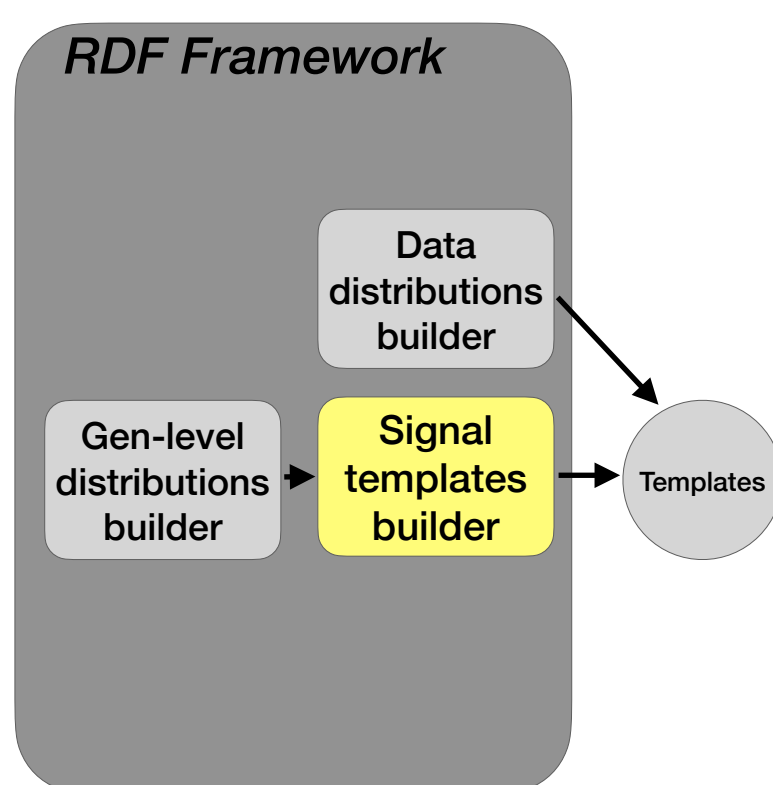 RDF Framework
Data
distributions
builder
Gen-level
distributions
builder
Signal
templates
builder
Templates